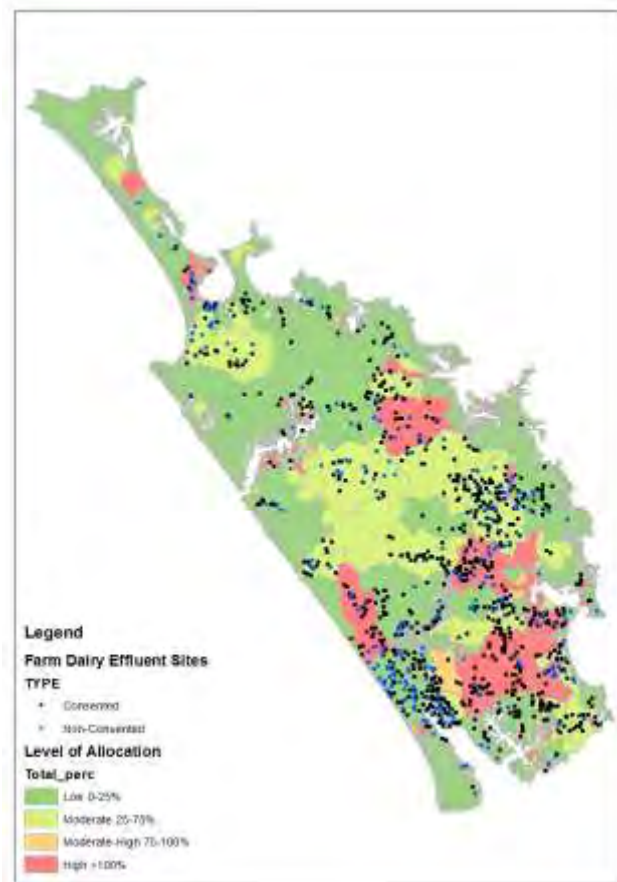 Legend
Farm Dairy Effluent Sites
TYPE
Consented
Non-Consented
Level of Allocation
Total_perc
Low 0-25%
Moderate 25-75%
Moderate-High 75-100%
High >100%